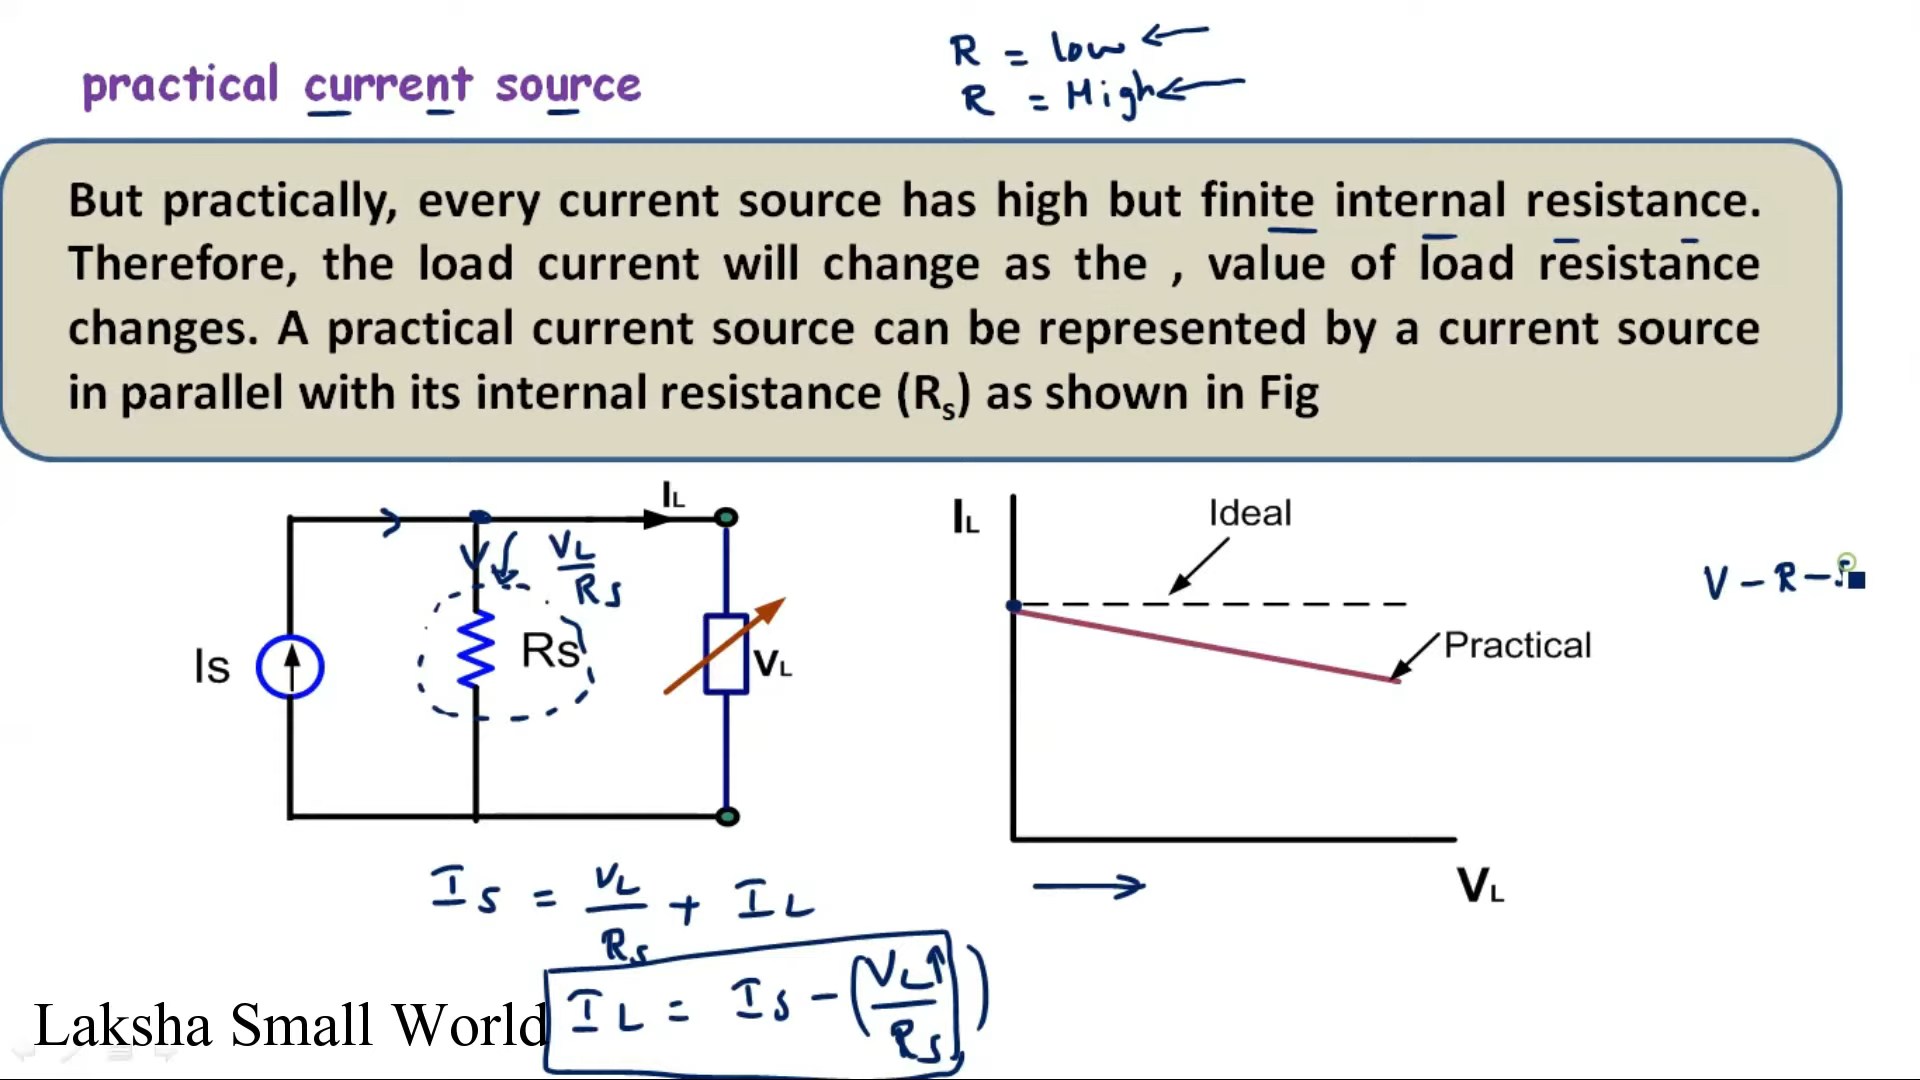 R = low
practical current source
R = High
But practically, every current source has high but finite internal resistance.
Therefore, the load current will change as the , value of load resistance
changes. A practical current source can be represented by a current source
in parallel with its internal resistance (Rs) as shown in Fig
IL
VL
Rs
Is
Rs
VL
IL
Ideal
Practical
VL
V - R -
Is = VL/Rs + IL
IL = Is - (VL↑/Rs)
Laksha Small World